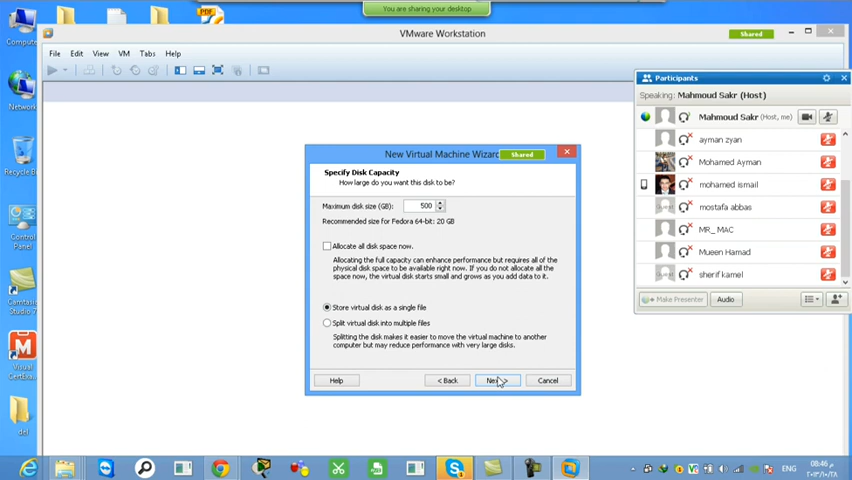 You are sharing your desktop
PDF
VMware Workstation
Shared
File Edit View VM Tabs Help
Participants
Speaking: Mahmoud Sakr (Host)
Mahmoud Sakr (Host, me)
ayman zyan
Mohamed Ayman
mohamed ismail
mostafa abbas
MR_ MAC
Mueen Hamad
sherif kamel
Make Presenter
Audio
New Virtual Machine Wizard
Shared
Specify Disk Capacity
How large do you want this disk to be?
Maximum disk size (GB): 500
Recommended size for Fedora 64-bit: 20 GB
Allocate all disk space now.
Allocating the full capacity can enhance performance but requires all of the
physical disk space to be available right now. If you do not allocate all the
space now, the virtual disk starts small and grows as you add data to it.
Store virtual disk as a single file
Split virtual disk into multiple files
Splitting the disk makes it easier to move the virtual machine to another
computer but may reduce performance with very large disks.
Help
< Back
Next >
Cancel
Compute
Network
Recycle B
Control
Panel
Camtasia
Studio 7
Visual
del
ENG
08:46 م